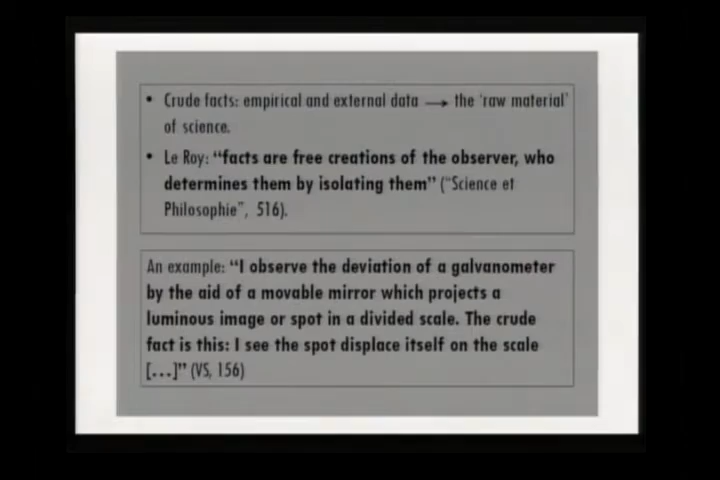 • Crude facts: empirical and external data → the 'raw material'
of science.
• Le Roy: "facts are free creations of the observer, who
determines them by isolating them" ("Science et
Philosophie", 516).
An example: "I observe the deviation of a galvanometer
by the aid of a movable mirror which projects a
luminous image or spot in a divided scale. The crude
fact is this: I see the spot displace itself on the scale
[...]" (VS, 156)